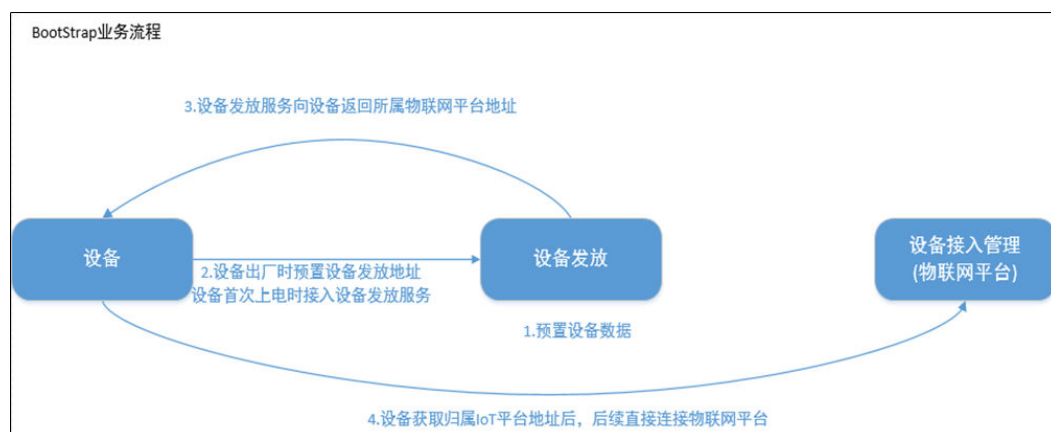 BootStrap业务流程
3.设备发放服务向设备返回所属物联网平台地址
设备
设备发放
设备接入管理
(物联网平台)
2.设备出厂时预置设备发放地址
设备首次上电时接入设备发放服务
1.预置设备数据
4.设备获取归属IoT平台地址后，后续直接连接物联网平台